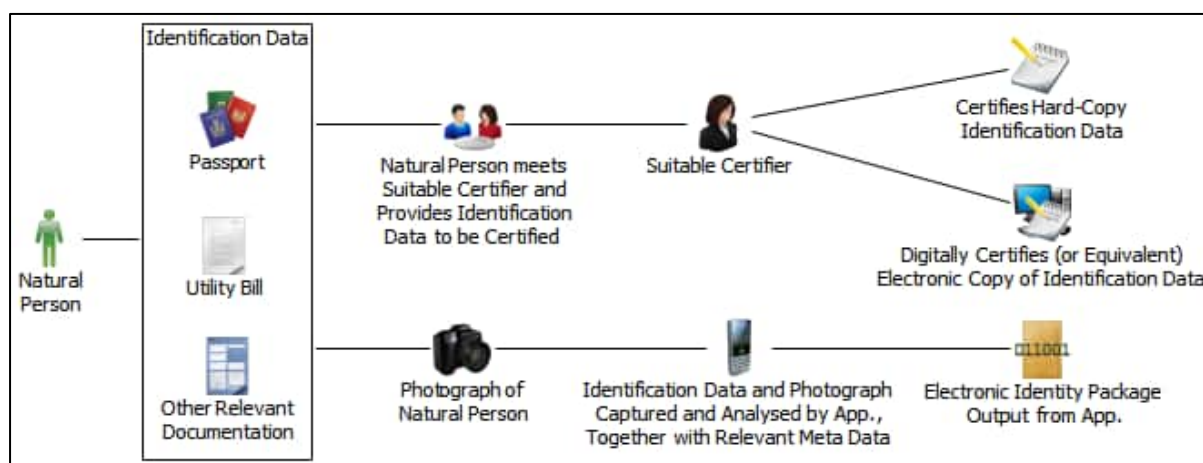 Identification Data
Passport
Utility Bill
Other Relevant
Documentation
Natural
Person
Natural Person meets
Suitable Certifier and
Provides Identification
Data to be Certified
Suitable Certifier
Certifies Hard-Copy
Identification Data
Digitally Certifies (or Equivalent)
Electronic Copy of Identification Data
Photograph of
Natural Person
Identification Data and Photograph
Captured and Analysed by App.,
Together with Relevant Meta Data
011001
Electronic Identity Package
Output from App.